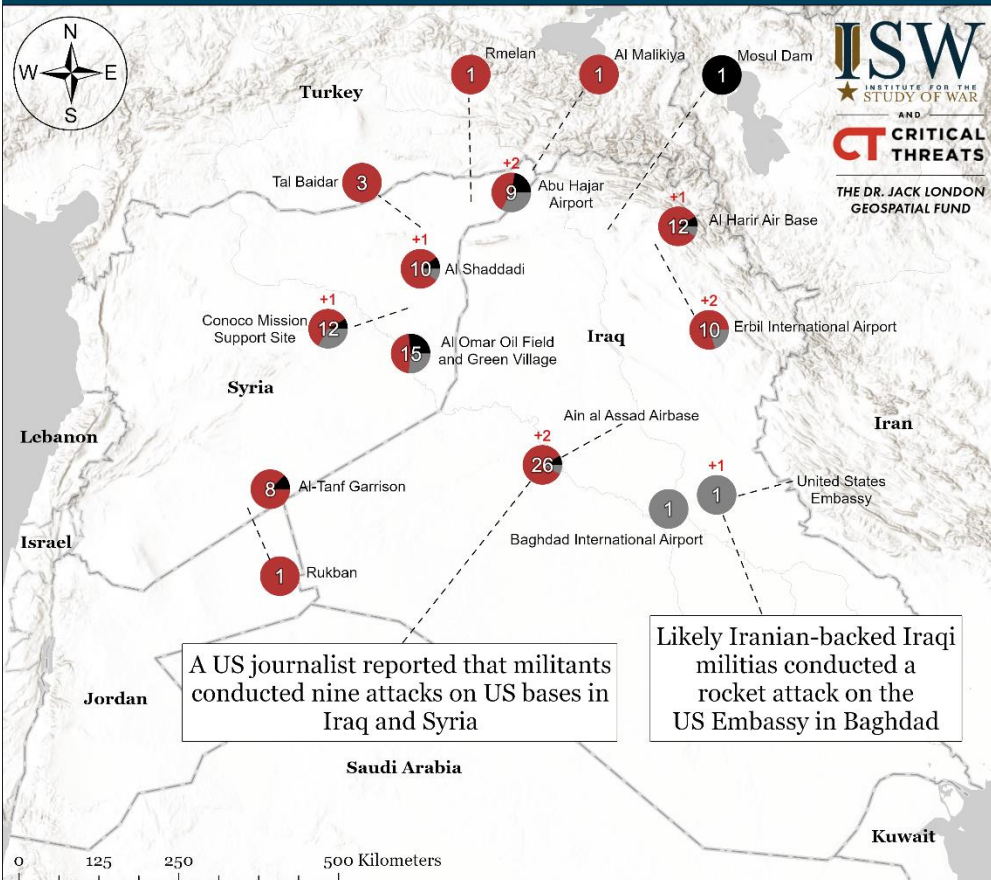 N
W E
S
ISW
INSTITUTE FOR THE
STUDY OF WAR
AND
CT CRITICAL
THREATS
THE DR. JACK LONDON
GEOSPATIAL FUND
Turkey
Rmelan
1
Al Malikiya
1
Mosul Dam
1
Tal Baidar
3
+2
9
Abu Hajar
Airport
+1
12
Al Harir Air Base
+1
10
Al Shaddadi
+1
12
Conoco Mission
Support Site
15
Al Omar Oil Field
and Green Village
Iraq
+2
10
Erbil International Airport
Syria
Lebanon
Iran
Ain al Assad Airbase
+2
26
+1
1
United States
Embassy
1
Baghdad International Airport
8
Al-Tanf Garrison
Israel
1
Rukban
A US journalist reported that militants
conducted nine attacks on US bases in
Iraq and Syria
Likely Iranian-backed Iraqi
militias conducted a
rocket attack on the
US Embassy in Baghdad
Jordan
Saudi Arabia
Kuwait
0 125 250 500 Kilometers